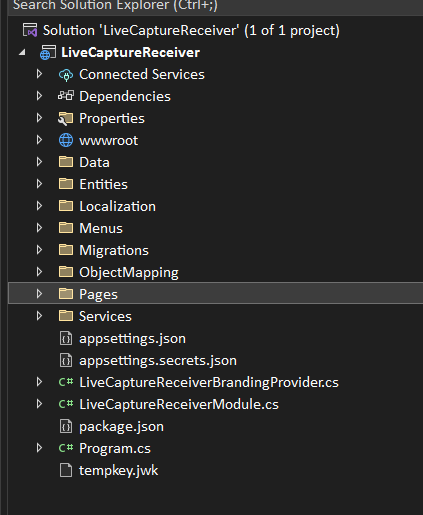 Search Solution Explorer (Ctrl+;)
Solution 'LiveCaptureReceiver' (1 of 1 project)
LiveCaptureReceiver
Connected Services
Dependencies
Properties
wwwroot
Data
Entities
Localization
Menus
Migrations
ObjectMapping
Pages
Services
appsettings.json
appsettings.secrets.json
C# LiveCaptureReceiverBrandingProvider.cs
C# LiveCaptureReceiverModule.cs
package.json
C# Program.cs
tempkey.jwk